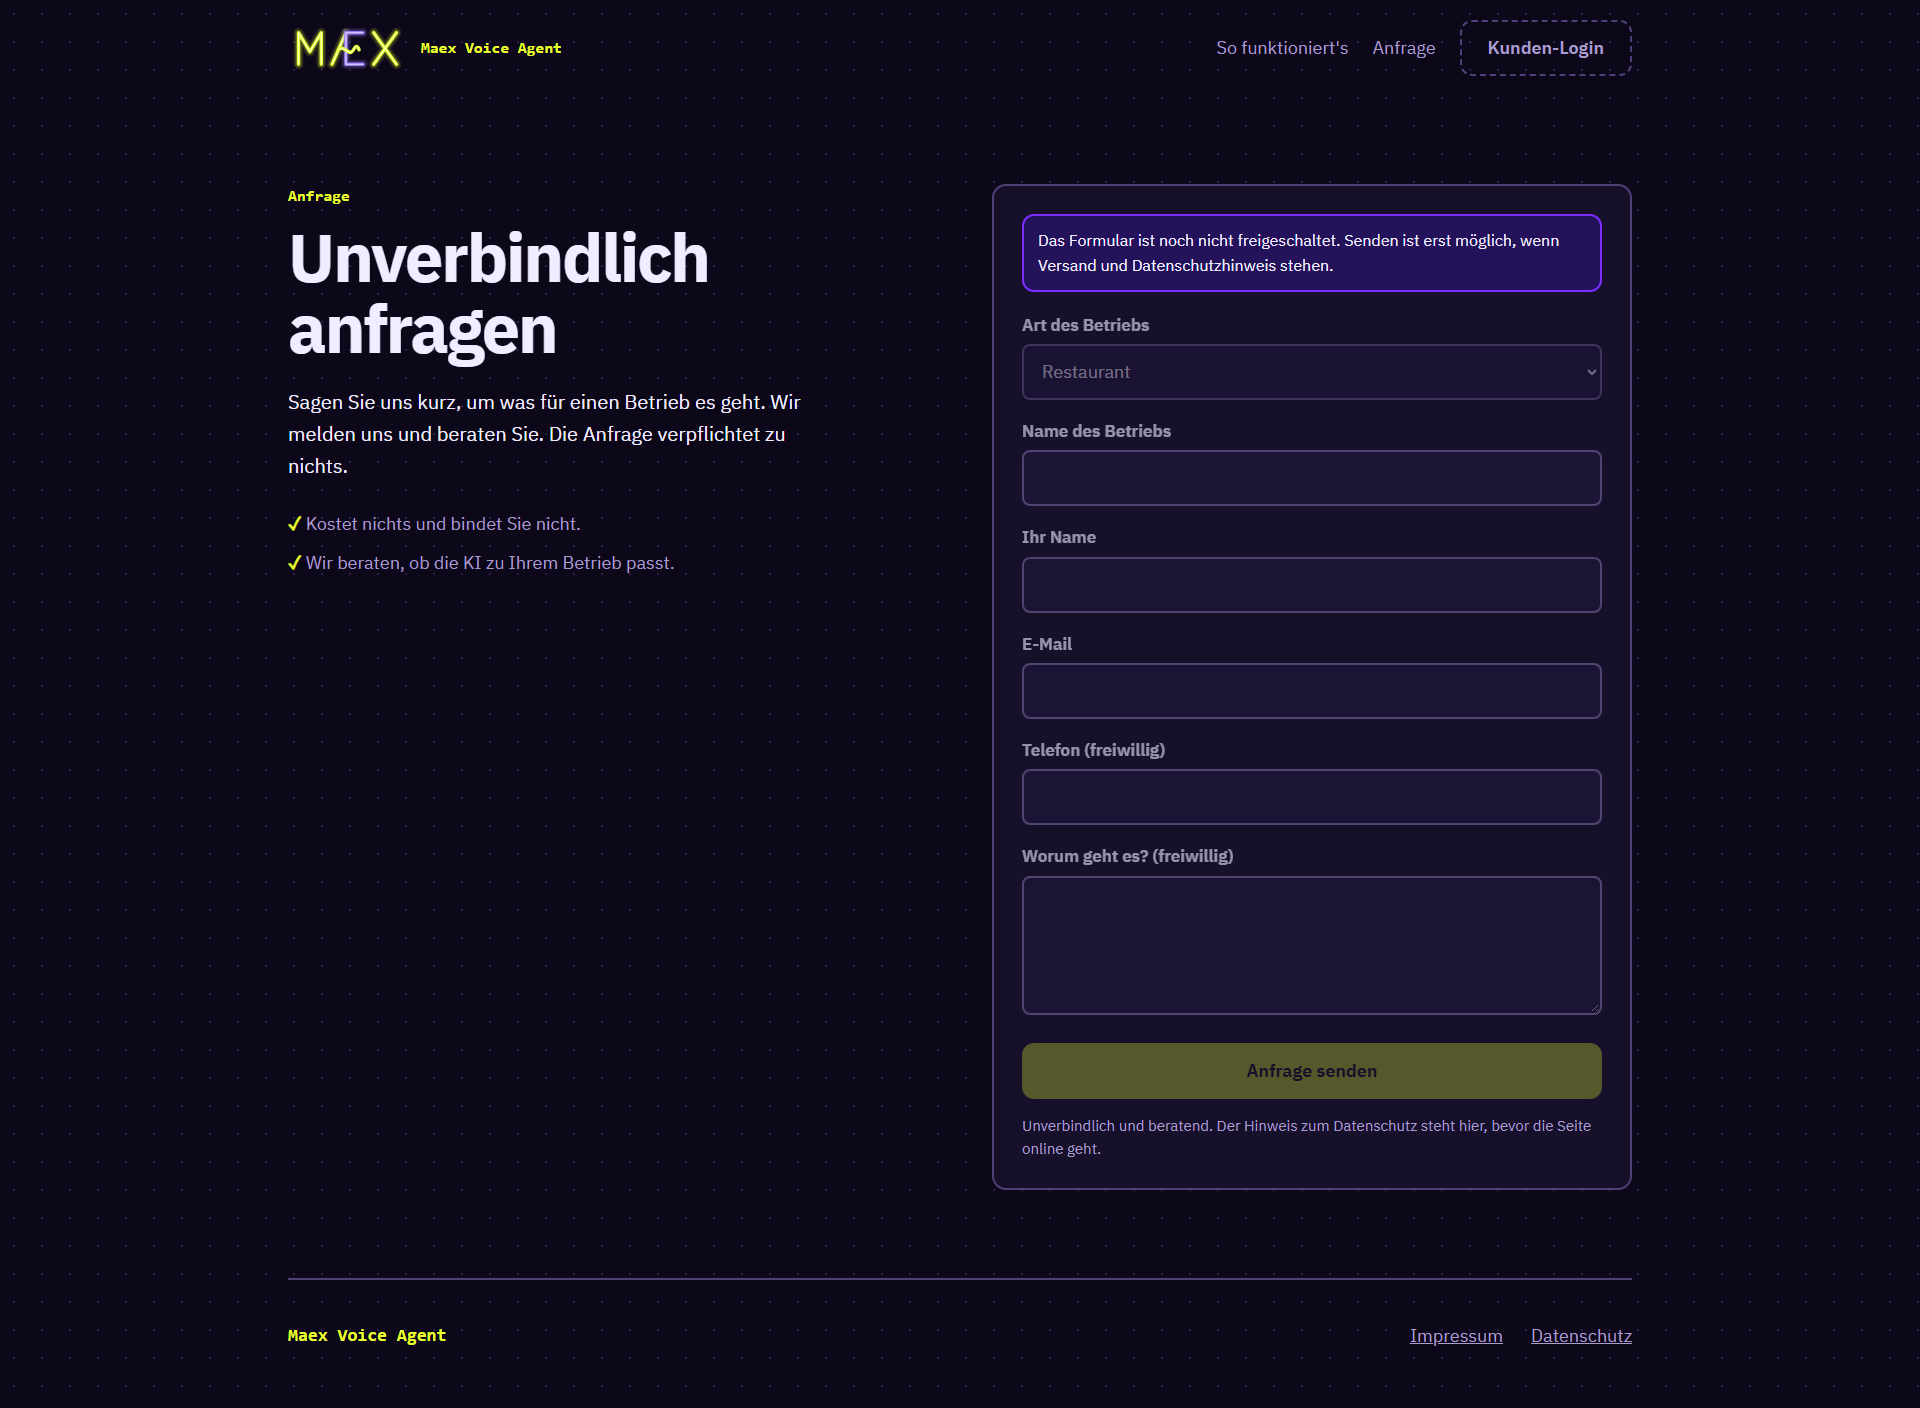 MAEX Maex Voice Agent
So funktioniert's Anfrage Kunden-Login
Anfrage
Unverbindlich
anfragen
Sagen Sie uns kurz, um was für einen Betrieb es geht. Wir
melden uns und beraten Sie. Die Anfrage verpflichtet zu
nichts.
✓ Kostet nichts und bindet Sie nicht.
✓ Wir beraten, ob die KI zu Ihrem Betrieb passt.
Das Formular ist noch nicht freigeschaltet. Senden ist erst möglich, wenn
Versand und Datenschutzhinweis stehen.
Art des Betriebs
Restaurant
Name des Betriebs
Ihr Name
E-Mail
Telefon (freiwillig)
Worum geht es? (freiwillig)
Anfrage senden
Unverbindlich und beratend. Der Hinweis zum Datenschutz steht hier, bevor die Seite
online geht.
Maex Voice Agent
Impressum Datenschutz